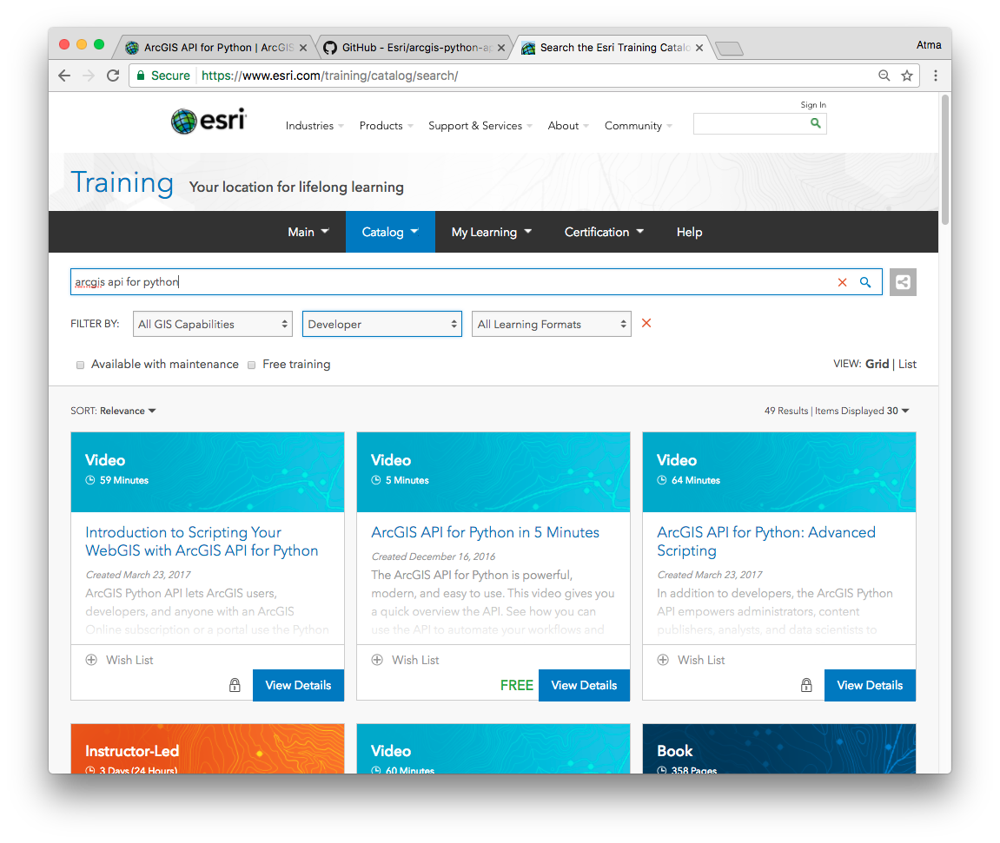 ArcGIS API for Python | ArcGIS
GitHub - Esri/arcgis-python-ap
Search the Esri Training Catalo
Atma
Secure
https://www.esri.com/training/catalog/search/
Sign In
esri
Industries
Products
Support & Services
About
Community
Training
Your location for lifelong learning
Main
Catalog
My Learning
Certification
Help
arcgis api for python
FILTER BY:
All GIS Capabilities
Developer
All Learning Formats
Available with maintenance
Free training
VIEW: Grid | List
SORT: Relevance
49 Results | Items Displayed 30
Video
59 Minutes
Introduction to Scripting Your
WebGIS with ArcGIS API for Python
Created March 23, 2017
ArcGIS Python API lets ArcGIS users,
developers, and anyone with an ArcGIS
Online subscription or a portal use the Python
Wish List
View Details
Video
5 Minutes
ArcGIS API for Python in 5 Minutes
Created December 16, 2016
The ArcGIS API for Python is powerful,
modern, and easy to use. This video gives you
a quick overview the API. See how you can
use the API to automate your workflows and
Wish List
FREE
View Details
Video
64 Minutes
ArcGIS API for Python: Advanced
Scripting
Created March 23, 2017
In addition to developers, the ArcGIS Python
API empowers administrators, content
publishers, analysts, and data scientists to
Wish List
View Details
Instructor-Led
3 Days (24 Hours)
Video
60 Minutes
Book
358 Pages